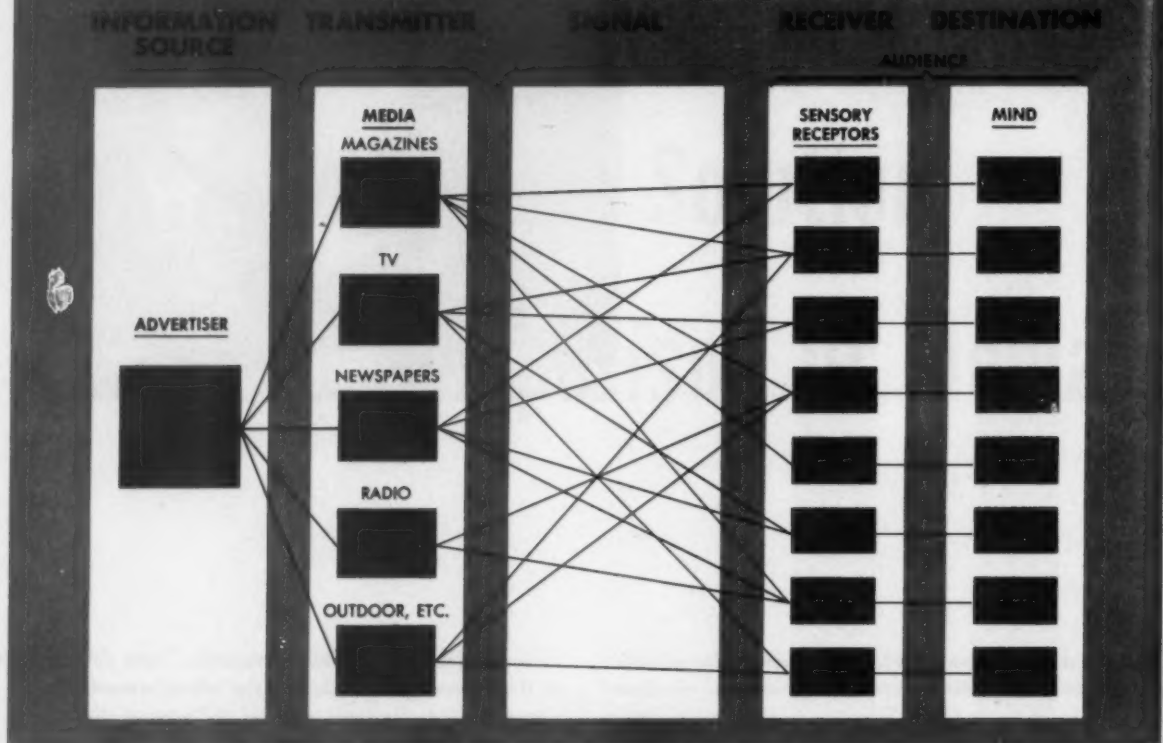 INFORMATION
SOURCE
TRANSMITTER
SIGNAL
RECEIVER
DESTINATION
AUDIENCE
ADVERTISER
MEDIA
MAGAZINES
TV
NEWSPAPERS
RADIO
OUTDOOR, ETC.
SENSORY
RECEPTORS
MIND